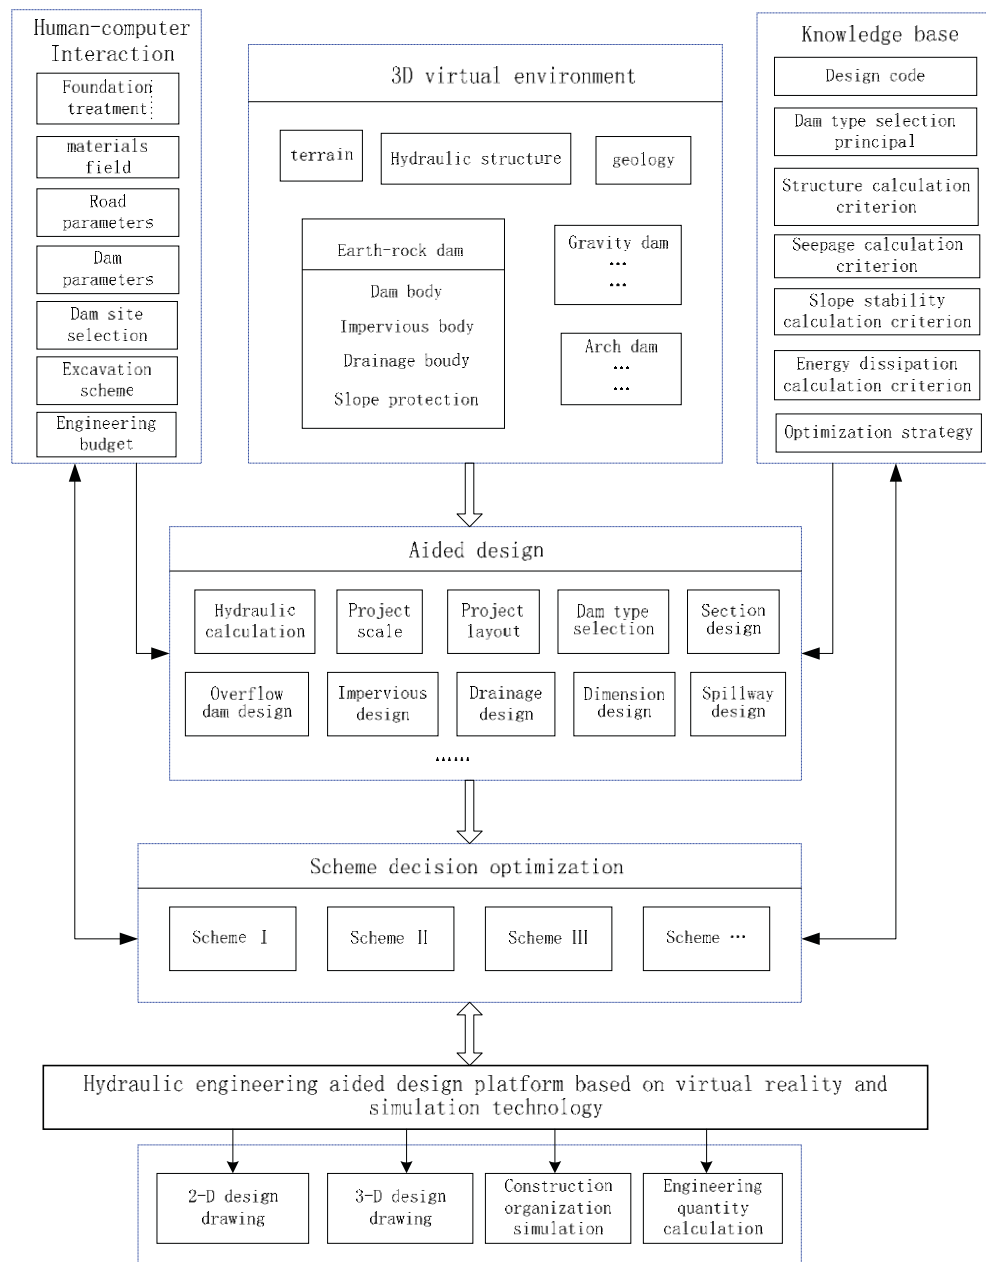 Human-computer
Interaction
Foundation
treatment
materials
field
Road
parameters
Dam
parameters
Dam site
selection
Excavation
scheme
Engineering
budget
3D virtual environment
terrain
Hydraulic structure
geology
Earth-rock dam
Dam body
Impervious body
Drainage boudy
Slope protection
Gravity dam
…
…
Arch dam
…
…
Knowledge base
Design code
Dam type selection
principal
Structure calculation
criterion
Seepage calculation
criterion
Slope stability
calculation criterion
Energy dissipation
calculation criterion
Optimization strategy
Aided design
Hydraulic
calculation
Project
scale
Project
layout
Dam type
selection
Section
design
Overflow
dam design
Impervious
design
Drainage
design
Dimension
design
Spillway
design
……
Scheme decision optimization
Scheme Ⅰ
Scheme Ⅱ
Scheme Ⅲ
Scheme …
Hydraulic engineering aided design platform based on virtual reality and
simulation technology
2-D design
drawing
3-D design
drawing
Construction
organization
simulation
Engineering
quantity
calculation